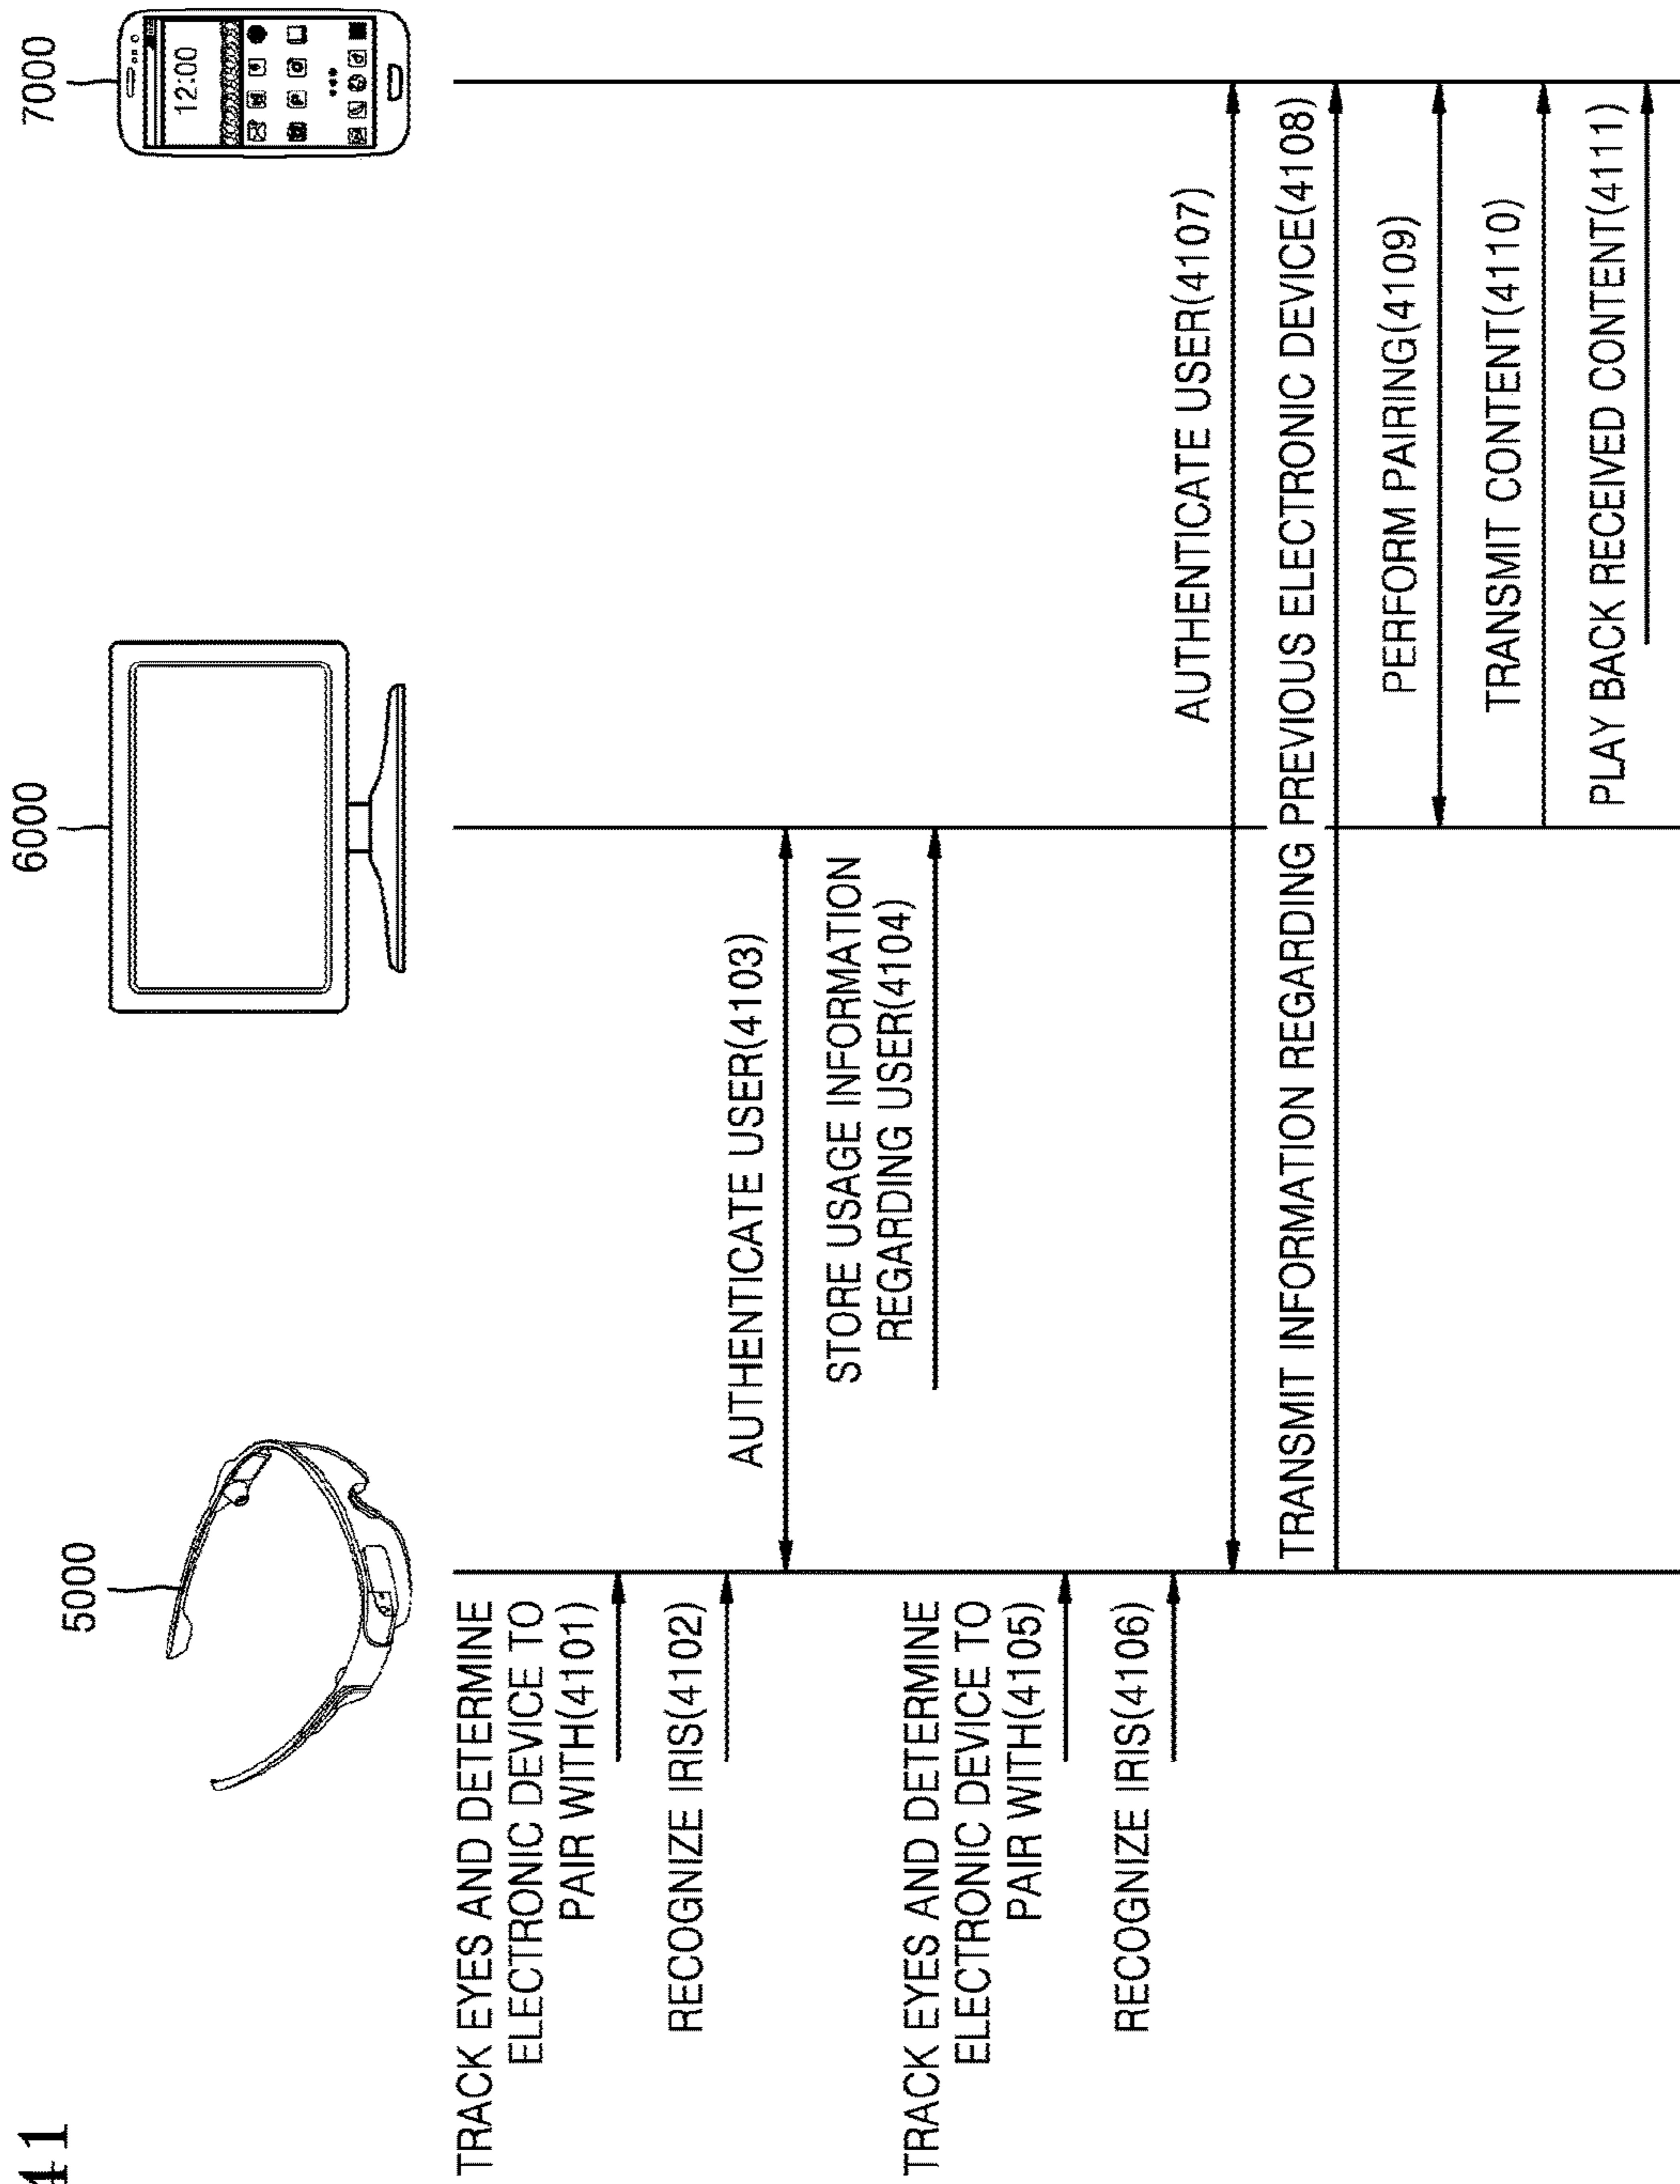 41
5000
6000
7000
12:00
TRACK EYES AND DETERMINE
ELECTRONIC DEVICE TO
PAIR WITH(4101)
RECOGNIZE IRIS(4102)
AUTHENTICATE USER(4103)
STORE USAGE INFORMATION
REGARDING USER(4104)
TRACK EYES AND DETERMINE
ELECTRONIC DEVICE TO
PAIR WITH(4105)
RECOGNIZE IRIS(4106)
AUTHENTICATE USER(4107)
TRANSMIT INFORMATION REGARDING PREVIOUS ELECTRONIC DEVICE(4108)
PERFORM PAIRING(4109)
TRANSMIT CONTENT(4110)
PLAY BACK RECEIVED CONTENT(4111)